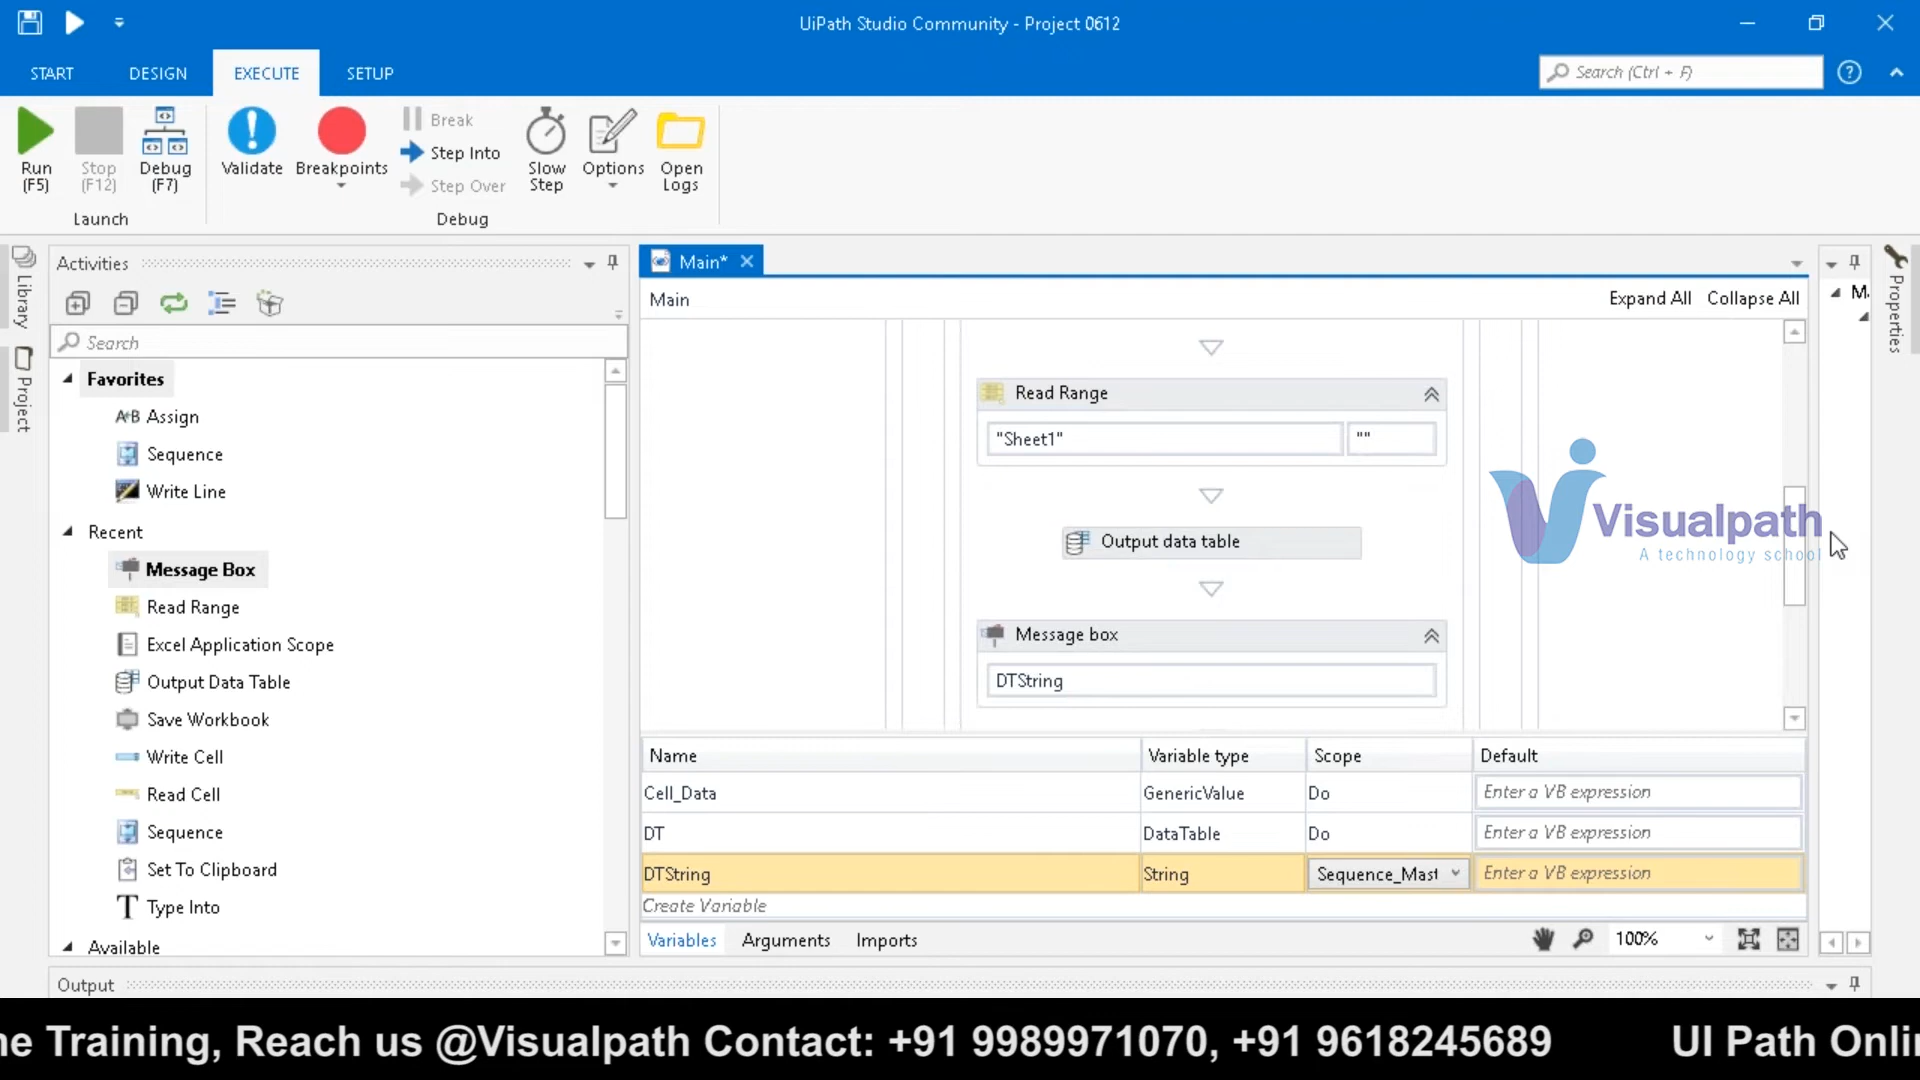 UiPath Studio Community - Project 0612
START
DESIGN
EXECUTE
SETUP
Search (Ctrl + F)
Run
(F5)
Stop
(F12)
Debug
(F7)
Launch
Validate
Breakpoints
Break
Step Into
Step Over
Slow
Step
Options
Open
Logs
Debug
Library
Project
Activities
Search
Favorites
A+B Assign
Sequence
Write Line
Recent
Message Box
Read Range
Excel Application Scope
Output Data Table
Save Workbook
Write Cell
Read Cell
Sequence
Set To Clipboard
Type Into
Available
Main*
Main
Expand All Collapse All
Read Range
"Sheet1"
""
Output data table
Message box
DTString
Visualpath
A technology school
Properties
Name Variable type Scope Default
Cell_Data GenericValue Do Enter a VB expression
DT DataTable Do Enter a VB expression
DTString String Sequence_Mast Enter a VB expression
Create Variable
Variables Arguments Imports
100%
Output
ne Training, Reach us @Visualpath Contact: +91 9989971070, +91 9618245689 UI Path Onli